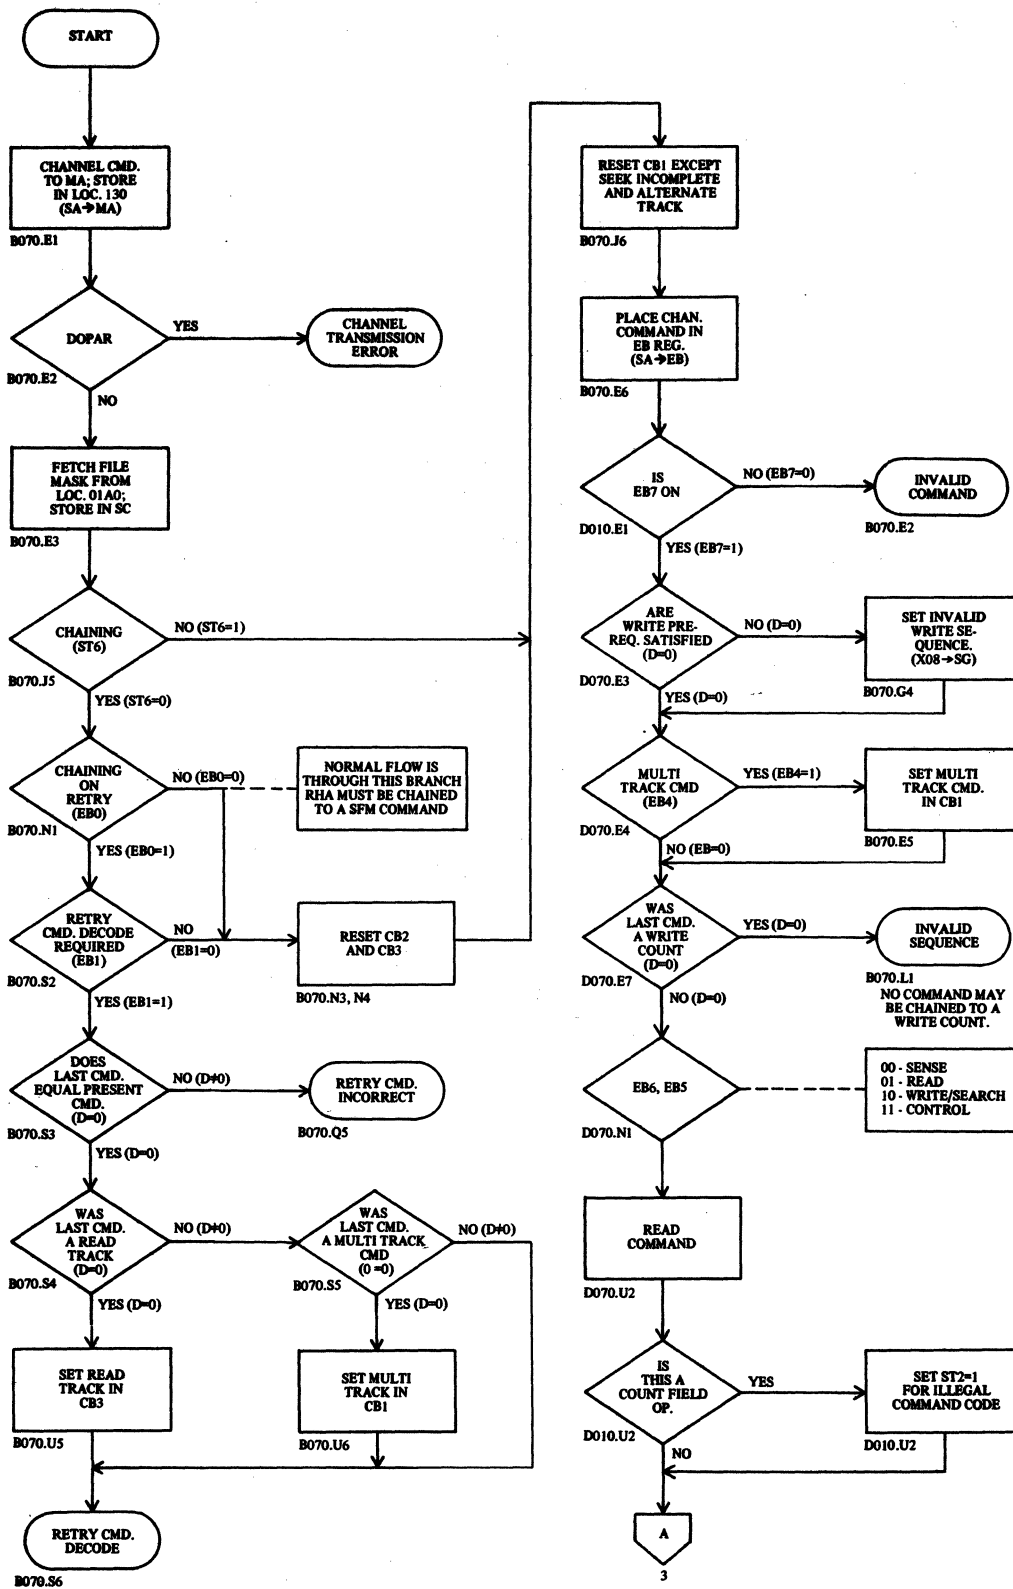 START
CHANNEL CMD.
TO MA; STORE
IN LOC. 130
(SA→MA)
B070.E1
DOPAR
YES
CHANNEL
TRANSMISSION
ERROR
B070.E2
NO
FETCH FILE
MASK FROM
LOC. 01A0;
STORE IN SC
B070.E3
CHAINING
(ST6)
NO (ST6=1)
B070.J5
YES (ST6=0)
CHAINING
ON
RETRY
(EB0)
NO (EB0=0)
NORMAL FLOW IS
THROUGH THIS BRANCH
RHA MUST BE CHAINED
TO A SFM COMMAND
B070.N1
YES (EB0=1)
RETRY
CMD. DECODE
REQUIRED
(EB1)
NO
(EB1=0)
RESET CB2
AND CB3
B070.S2
B070.N3, N4
YES (EB1=1)
DOES
LAST CMD.
EQUAL PRESENT
CMD.
(D=0)
NO (D≠0)
RETRY CMD.
INCORRECT
B070.S3
B070.Q5
YES (D=0)
WAS
LAST CMD.
A READ
TRACK
(D=0)
NO (D≠0)
WAS
LAST CMD.
A MULTI TRACK
CMD
(0 =0)
NO (D≠0)
B070.S4
B070.S5
YES (D=0)
YES (D=0)
SET READ
TRACK IN
CB3
SET MULTI
TRACK IN
CB1
B070.U5
B070.U6
RETRY CMD.
DECODE
B070.S6
RESET CB1 EXCEPT
SEEK INCOMPLETE
AND ALTERNATE
TRACK
B070.J6
PLACE CHAN.
COMMAND IN
EB REG.
(SA→EB)
B070.E6
IS
EB7 ON
NO (EB7=0)
INVALID
COMMAND
D010.E1
B070.E2
YES (EB7=1)
ARE
WRITE PRE-
REQ. SATISFIED
(D=0)
NO (D=0)
SET INVALID
WRITE SE-
QUENCE.
(X08→SG)
D070.E3
B070.G4
YES (D=0)
MULTI
TRACK CMD
(EB4)
YES (EB4=1)
SET MULTI
TRACK CMD.
IN CB1
D070.E4
B070.E5
NO (EB=0)
WAS
LAST CMD.
A WRITE
COUNT
(D=0)
YES (D=0)
INVALID
SEQUENCE
D070.E7
B070.L1
NO (D=0)
NO COMMAND MAY
BE CHAINED TO A
WRITE COUNT.
EB6, EB5
00 - SENSE
01 - READ
10 - WRITE/SEARCH
11 - CONTROL
D070.N1
READ
COMMAND
D070.U2
IS
THIS A
COUNT FIELD
OP.
YES
SET ST2=1
FOR ILLEGAL
COMMAND CODE
D010.U2
D010.U2
NO
A
3